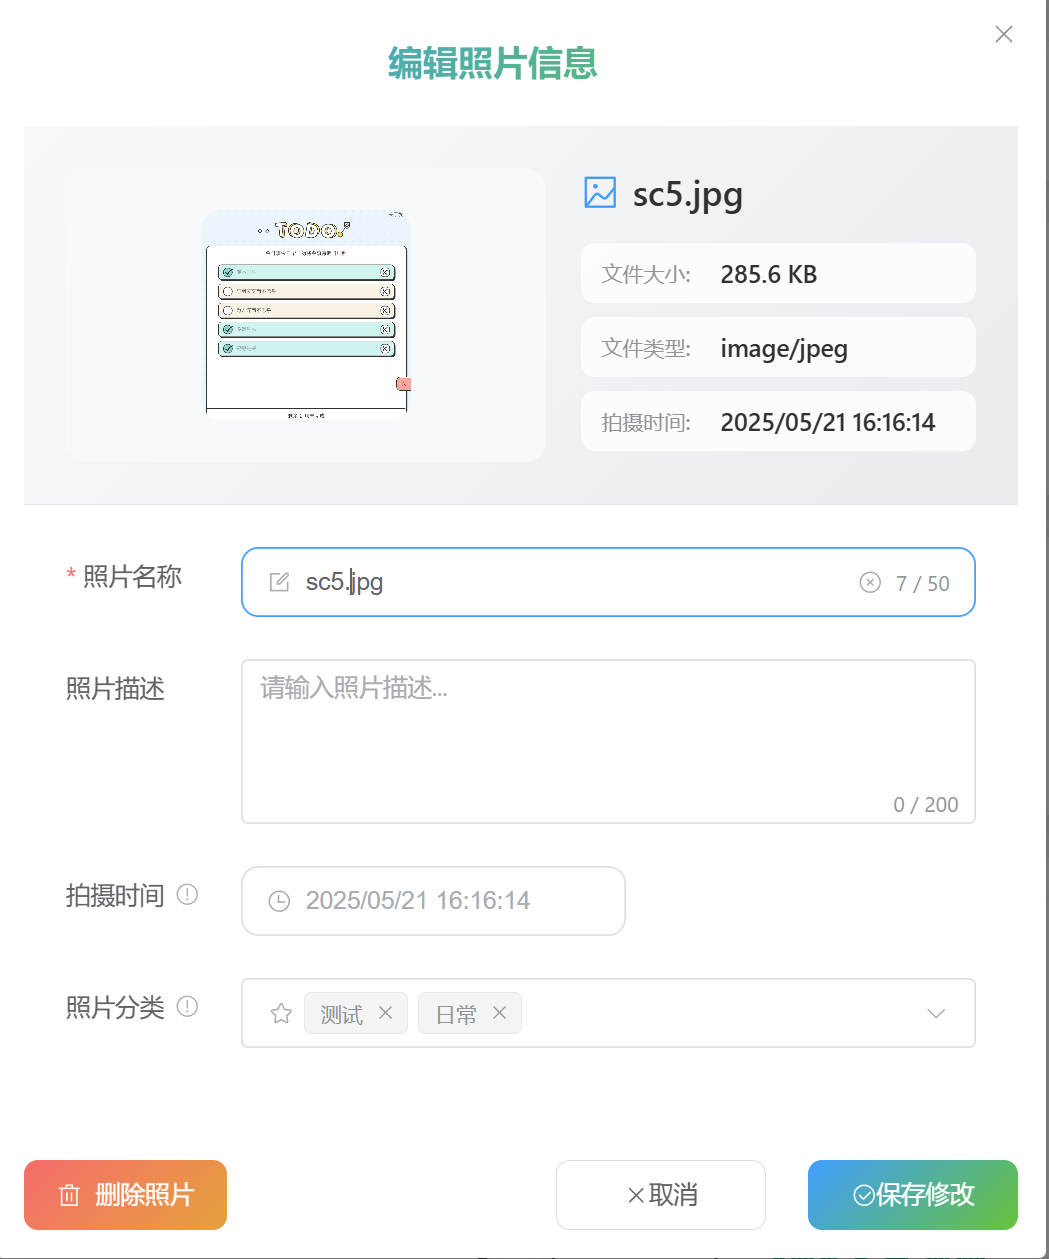 编辑照片信息
TODO
sc5.jpg
文件大小: 285.6 KB
文件类型: image/jpeg
拍摄时间: 2025/05/21 16:16:14
* 照片名称
sc5.jpg
7 / 50
照片描述
请输入照片描述...
0 / 200
拍摄时间
2025/05/21 16:16:14
照片分类
测试
日常
删除照片
取消
保存修改